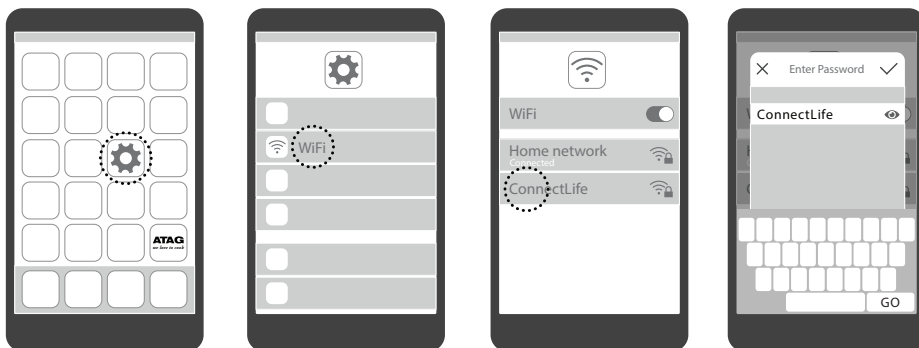 ATAG
we love to cook
WiFi
WiFi
Home network
Connected
ConnectLife
Enter Password
ConnectLife
GO